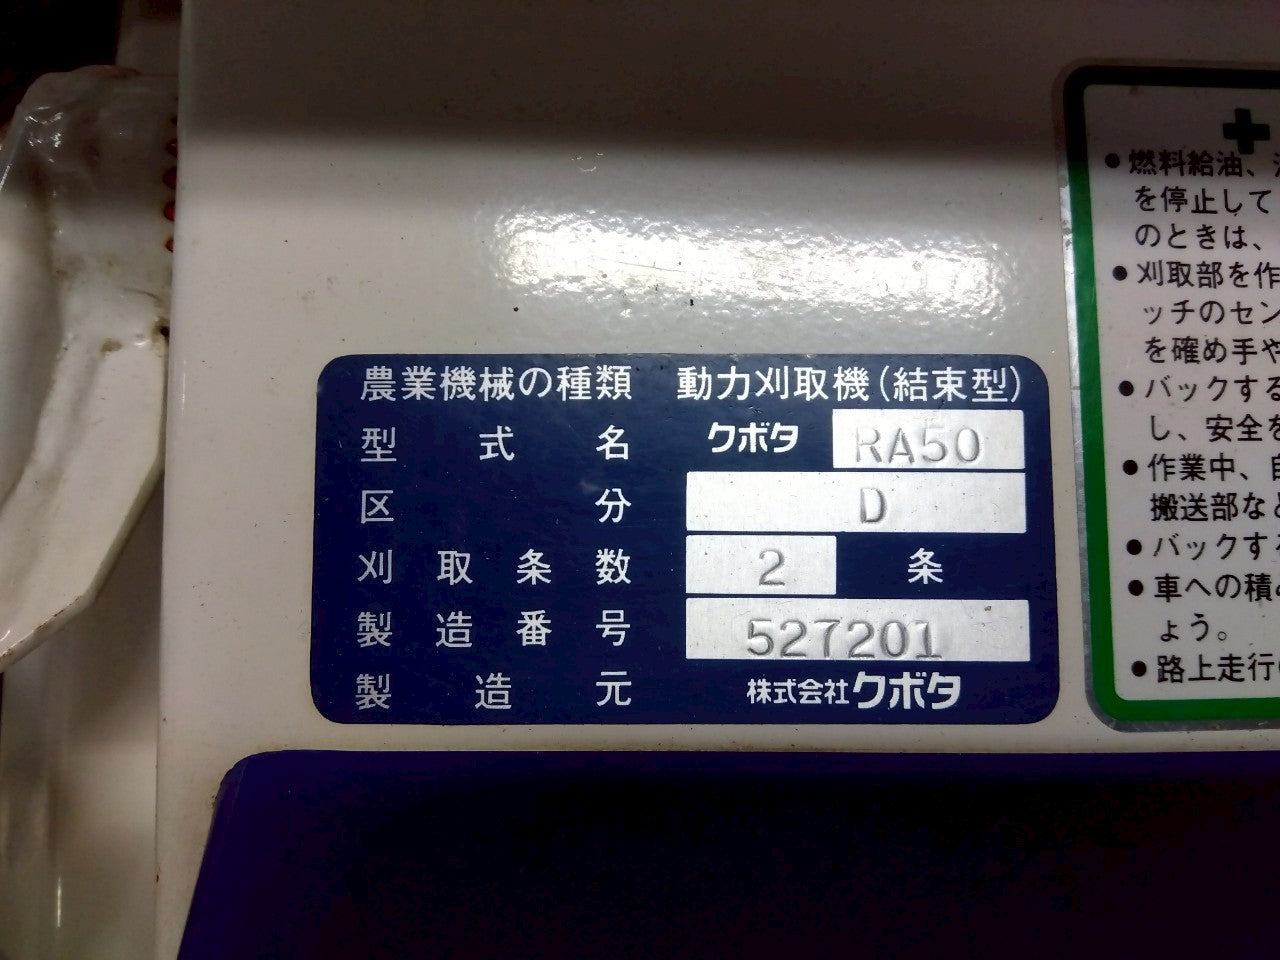 農業機械の種類 動力刈取機(結束型)
型式名 クボタ RA50
区分 D
刈取条数 2 条
製造番号 527201
製造元 株式会社クボタ
●燃料給油、
を停止して
のときは、
●刈取部を作
ッチのセン
を確め手や
●バックする
し、安全を
●作業中、
搬送部など
●バックする
●車への積み
ょう。
●路上走行